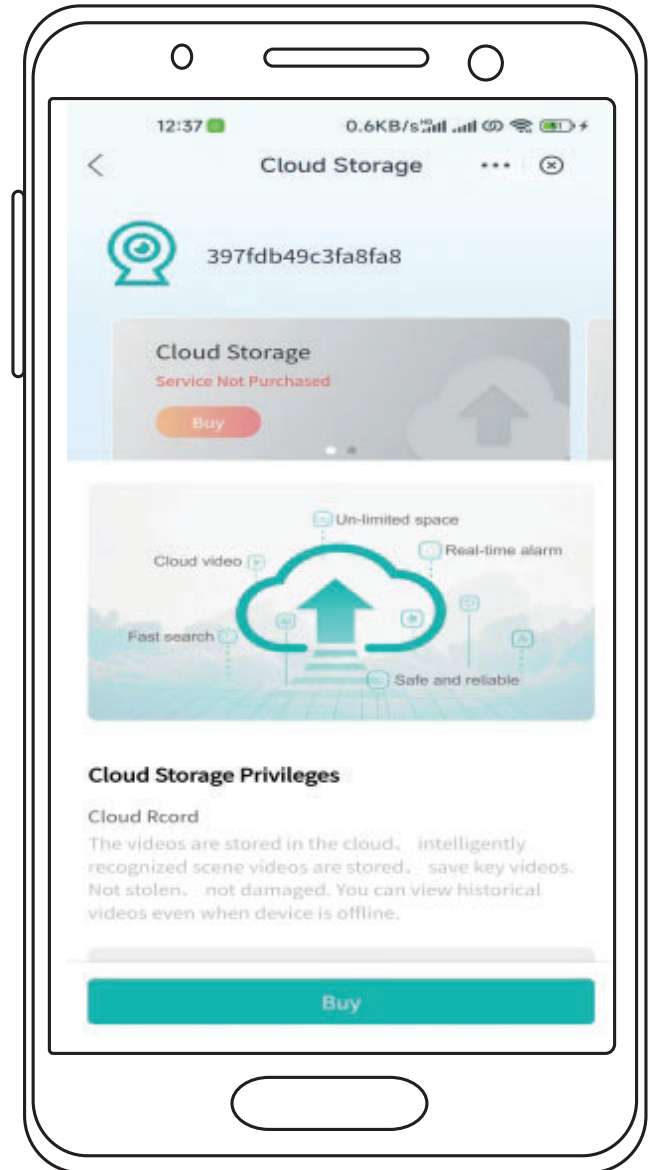 12:37
0.6KB/s
Cloud Storage
397fdb49c3fa8fa8
Cloud Storage
Service Not Purchased
Buy
Un-limited space
Cloud video
Real-time alarm
Fast search
Safe and reliable
Cloud Storage Privileges
Cloud Rcord
The videos are stored in the cloud、 intelligently
recognized scene videos are stored、 save key videos.
Not stolen、 not damaged. You can view historical
videos even when device is offline.
Buy